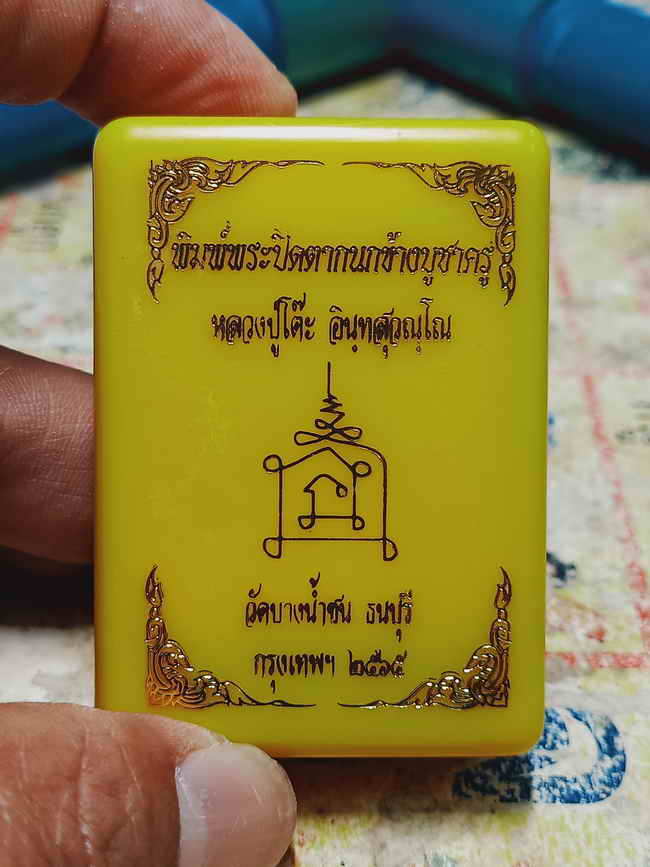 พิมพ์พระปิดตากนกข้างบูชาครู
หลวงปู่โต๊ะ อินฺทสุวณฺโณ
วัดบางน้ำชน ธนบุรี
กรุงเทพฯ ๒๕๖๕